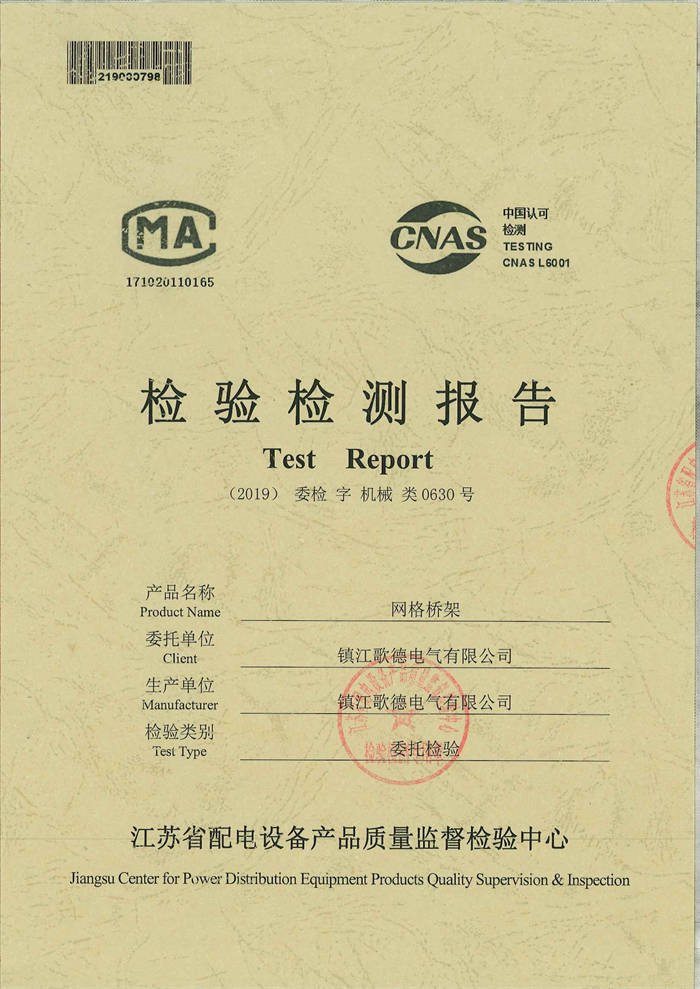 219000798
MA
171020110165
CNAS
中国认可
检测
TESTING
CNAS L6001
检验检测报告
Test Report
（2019） 委检 字 机械 类0630号
产品名称
Product Name
网格桥架
委托单位
Client
镇江歌德电气有限公司
生产单位
Manufacturer
镇江歌德电气有限公司
检验类别
Test Type
委托检验
江苏省配电设备产品质量监督检验中心
Jiangsu Center for Power Distribution Equipment Products Quality Supervision & Inspection